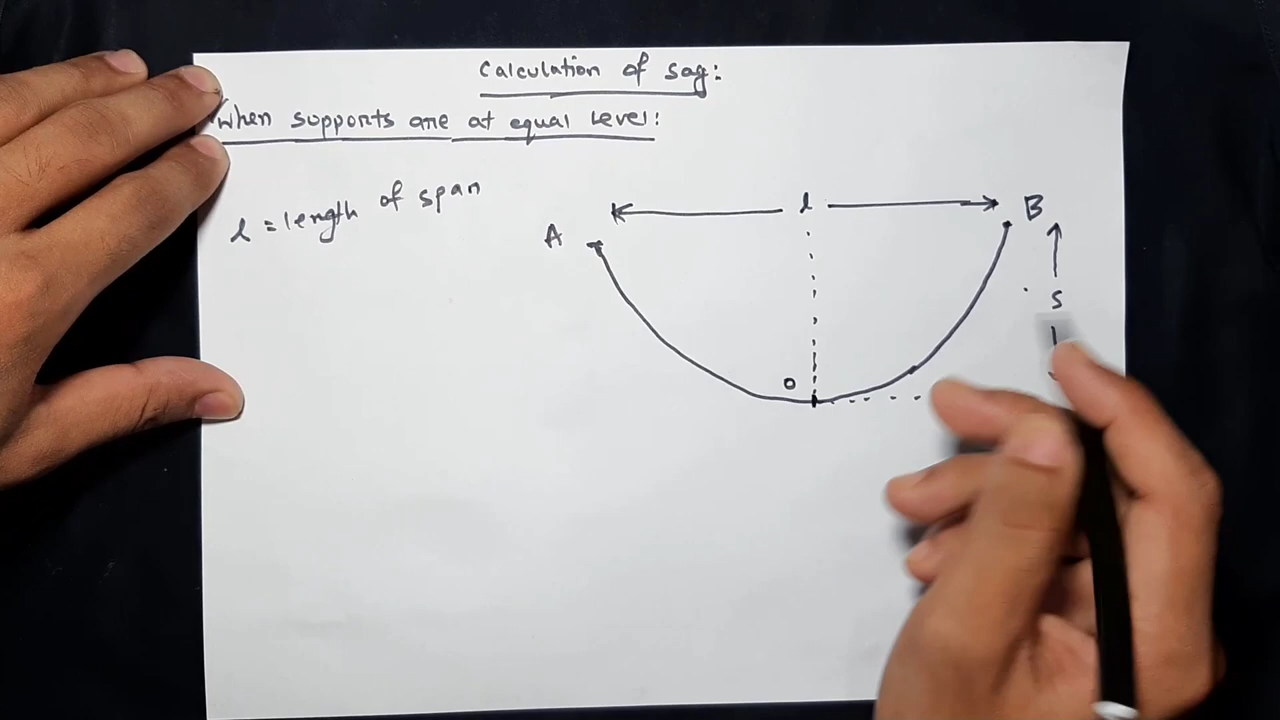 Calculation of sag:
When supports are at equal level:
l = length of span
l
A
B
S
O